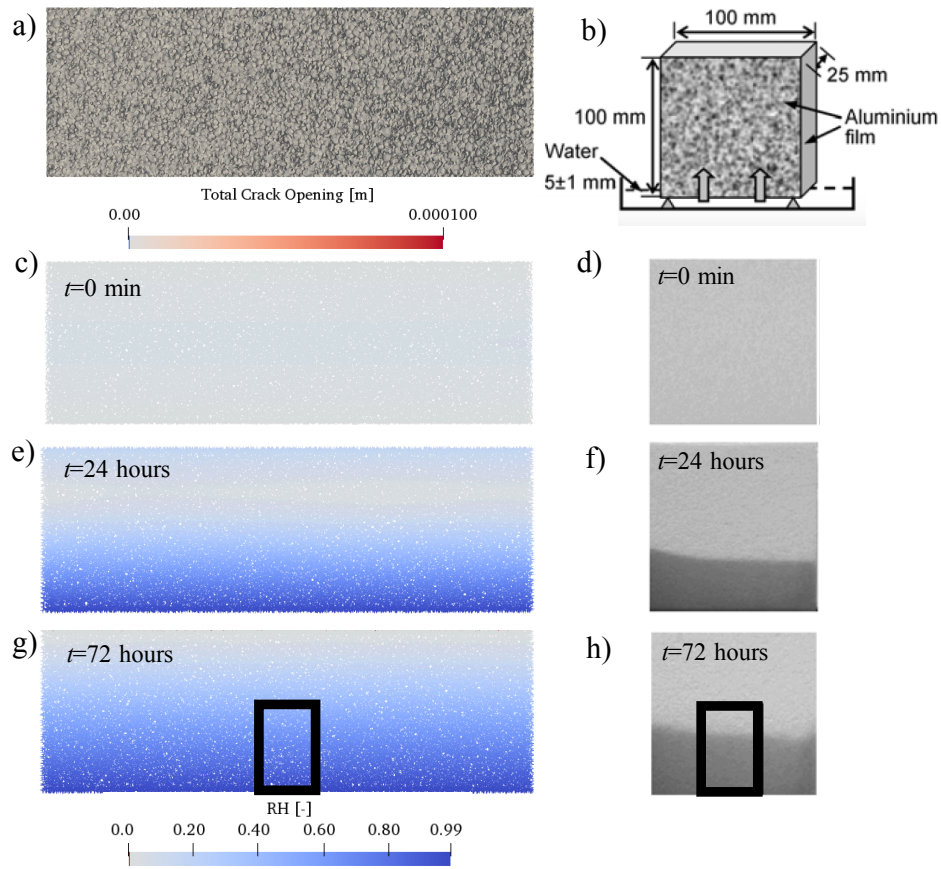 a)
b)
100 mm
25 mm
100 mm
Aluminium
film
Water
5±1 mm
Total Crack Opening [m]
0.00
0.000100
c)
t=0 min
d)
t=0 min
e)
t=24 hours
f)
t=24 hours
g)
t=72 hours
h)
t=72 hours
RH [-]
0.0 0.20 0.40 0.60 0.80 0.99